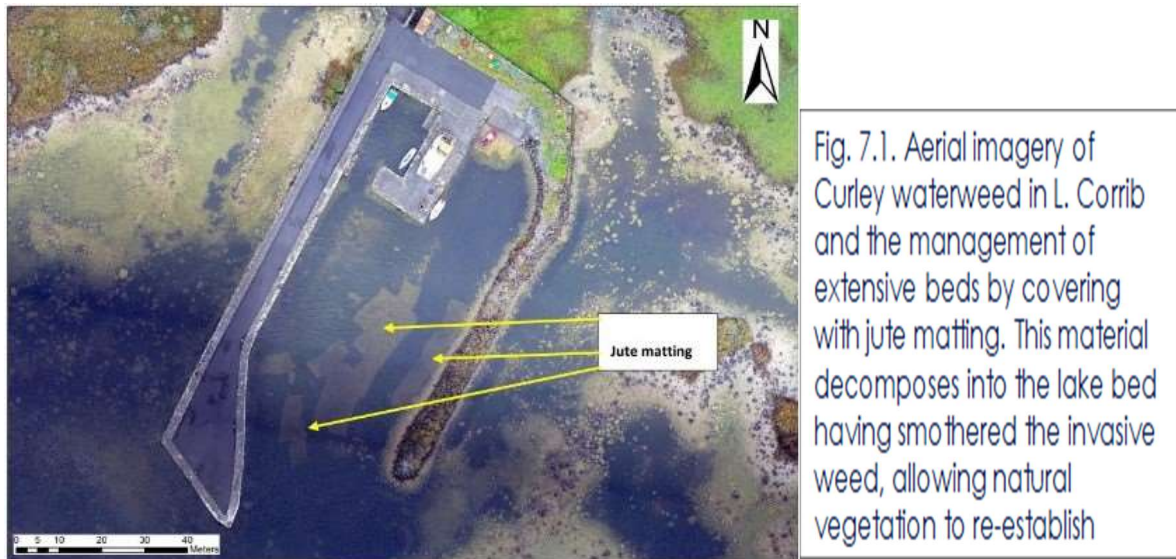 N
Jute matting
0 5 10 20 30 40
Meters
Fig. 7.1. Aerial imagery of
Curley waterweed in L. Corrib
and the management of
extensive beds by covering
with jute matting. This material
decomposes into the lake bed
having smothered the invasive
weed, allowing natural
vegetation to re-establish